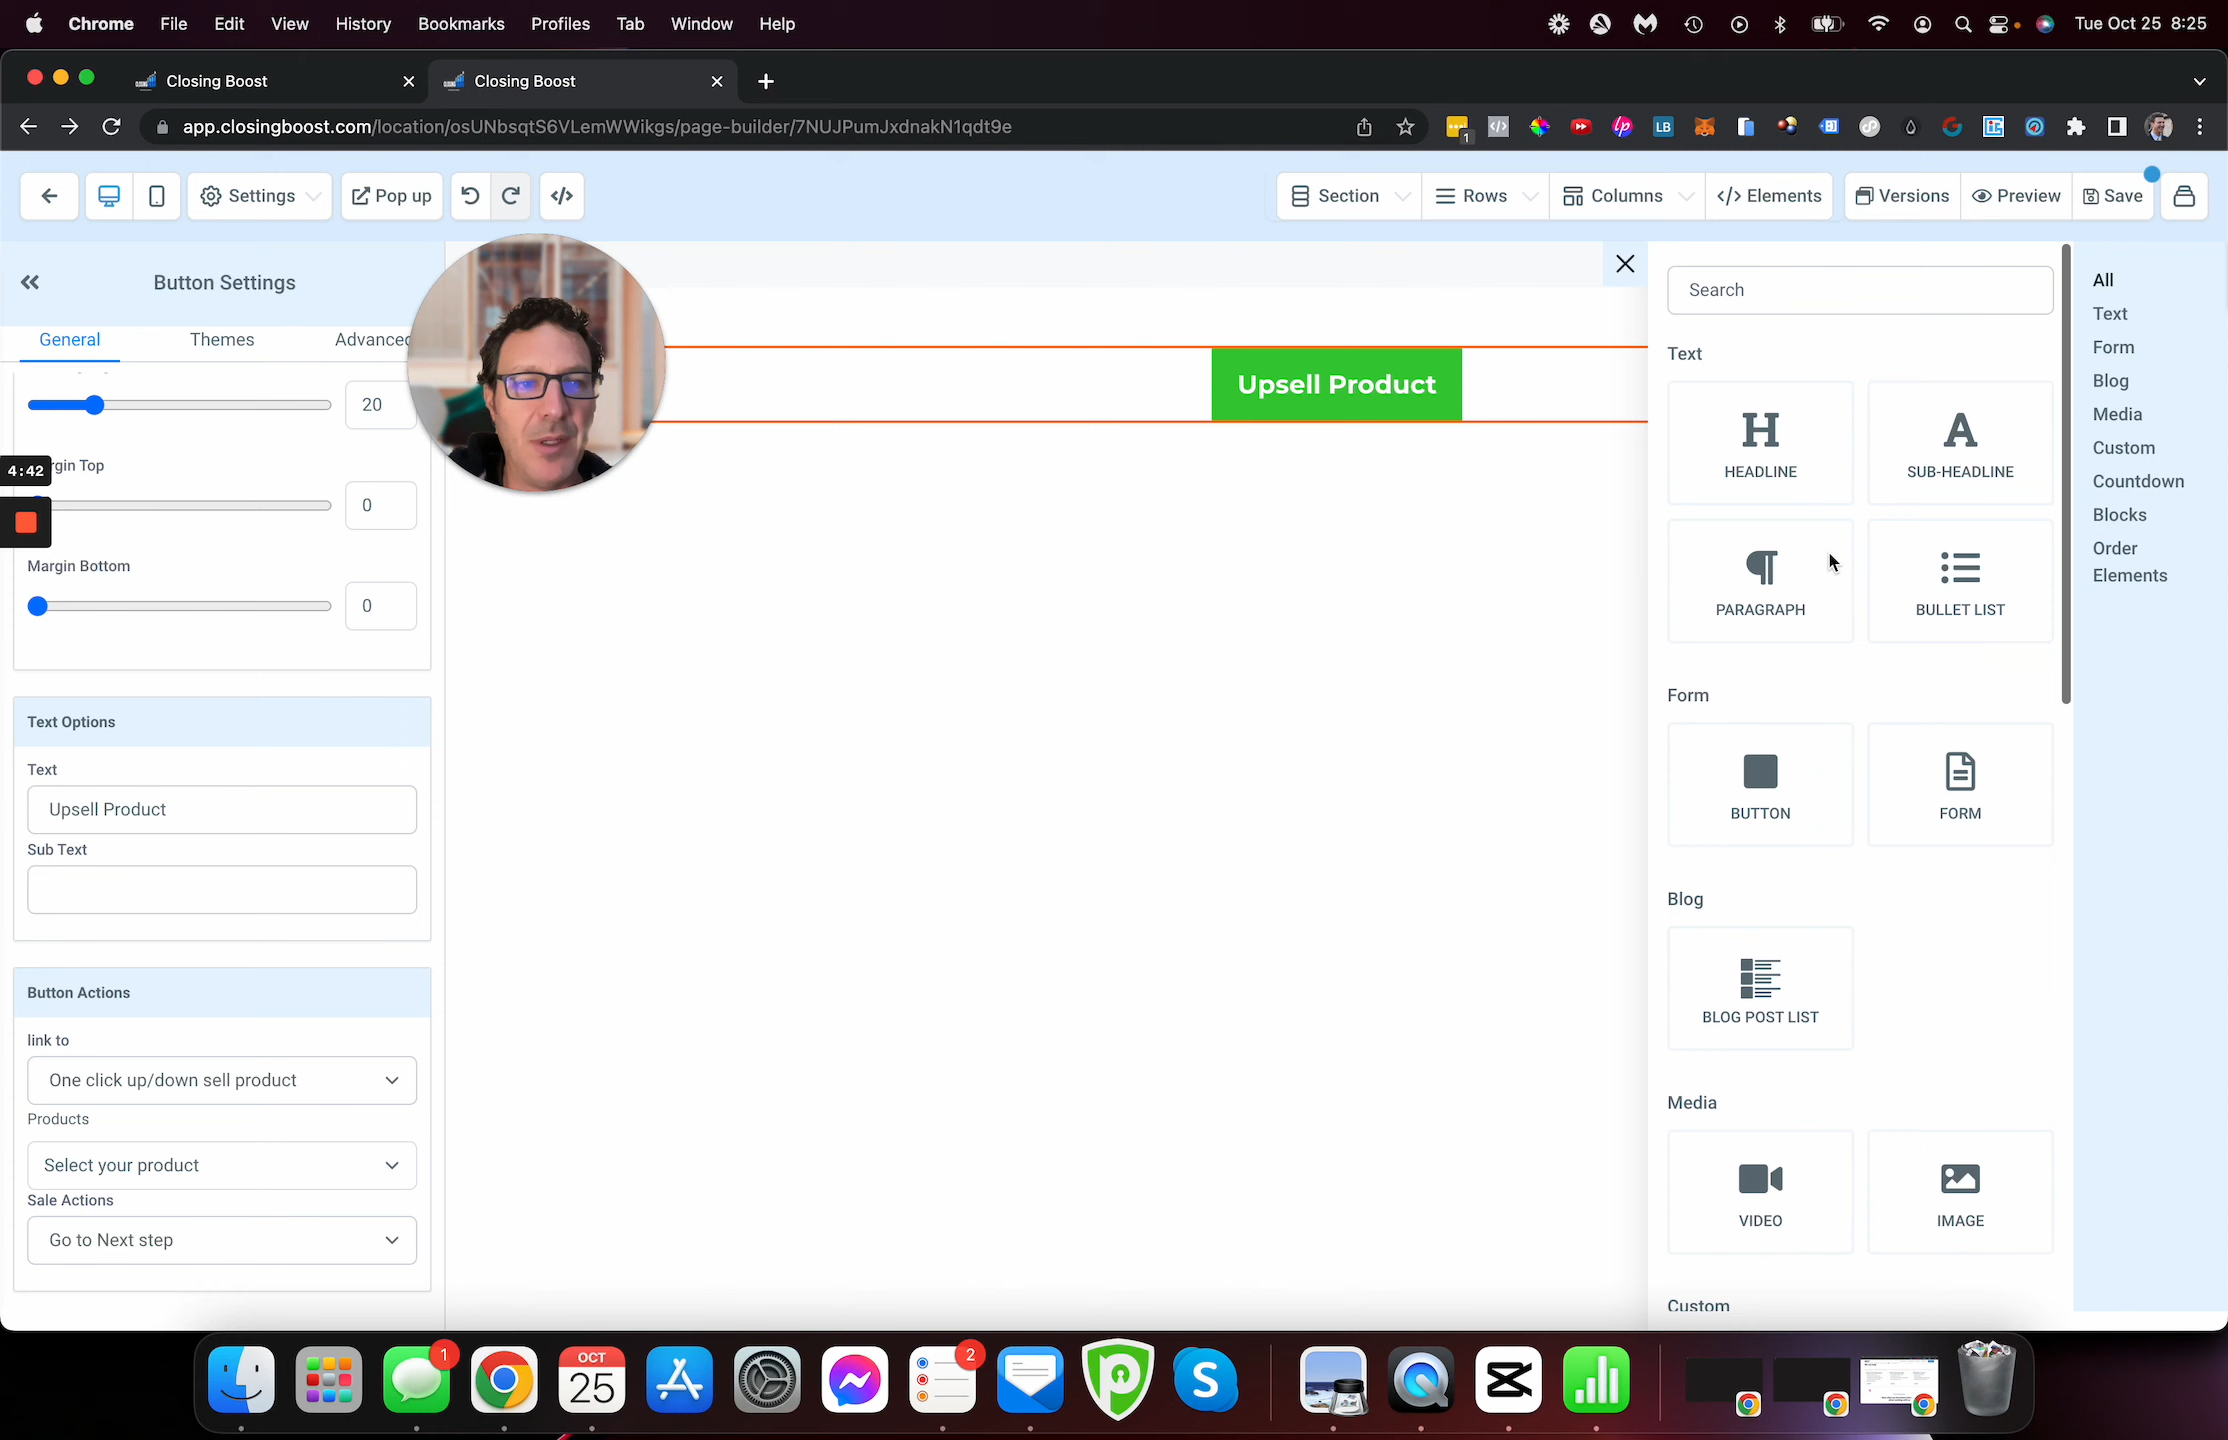 Chrome File Edit View History Bookmarks Profiles Tab Window Help
Tue Oct 25 8:25
Closing Boost
Closing Boost
app.closingboost.com/location/osUNbsqtS6VLemWWikgs/page-builder/7NUJPumJxdnakN1qdt9e
1
LB
Settings
Pop up
Section
Rows
Columns
</> Elements
Versions
Preview
Save
Button Settings
General
Themes
Advanced
20
4:42
rgin Top
0
Margin Bottom
0
Text Options
Text
Upsell Product
Sub Text
Button Actions
link to
One click up/down sell product
Products
Select your product
Sale Actions
Go to Next step
Upsell Product
Search
Text
HEADLINE
SUB-HEADLINE
PARAGRAPH
BULLET LIST
Form
BUTTON
FORM
Blog
BLOG POST LIST
Media
VIDEO
IMAGE
Custom
All
Text
Form
Blog
Media
Custom
Countdown
Blocks
Order
Elements
1
OCT
25
2